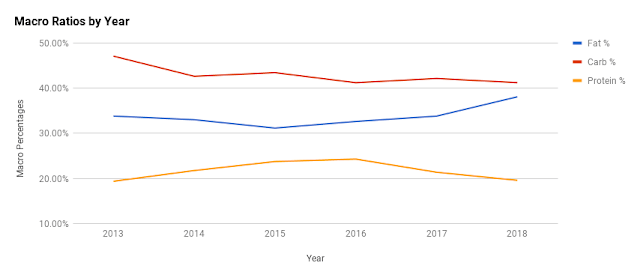 Macro Ratios by Year
50.00%
40.00%
30.00%
20.00%
10.00%
Macro Percentages
2013 2014 2015 2016 2017 2018
Year
Fat %
Carb %
Protein %